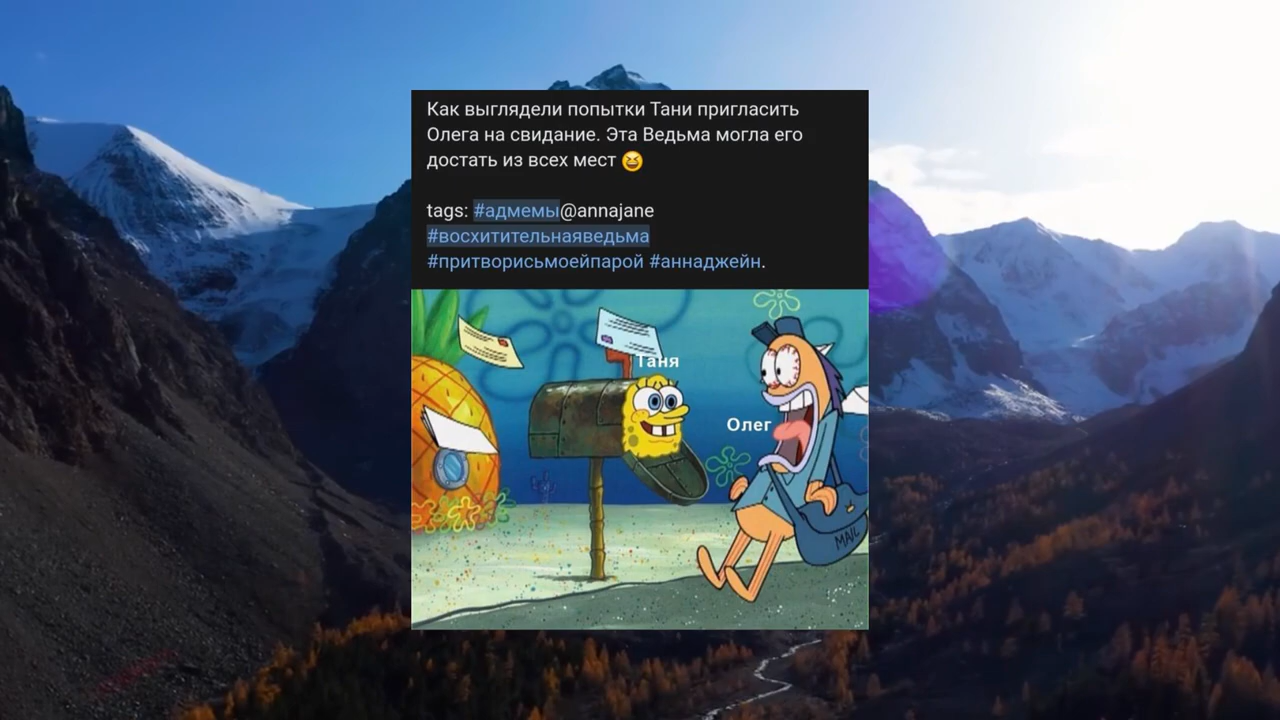 Как выглядели попытки Тани пригласить
Олега на свидание. Эта Ведьма могла его
достать из всех мест 😆
tags: #адмемы@annajane
#восхитительнаяведьма
#притворисьмоейпарой #аннаджейн.
Таня
Олег
MAIL